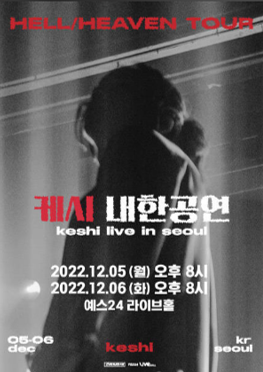 HELL/HEAVEN TOUR
케시 내한공연
keshi live in seoul
2022.12.05 (월) 오후 8시
2022.12.06 (화) 오후 8시
예스24 라이브홀
05-06 kr
dec keshi seoul